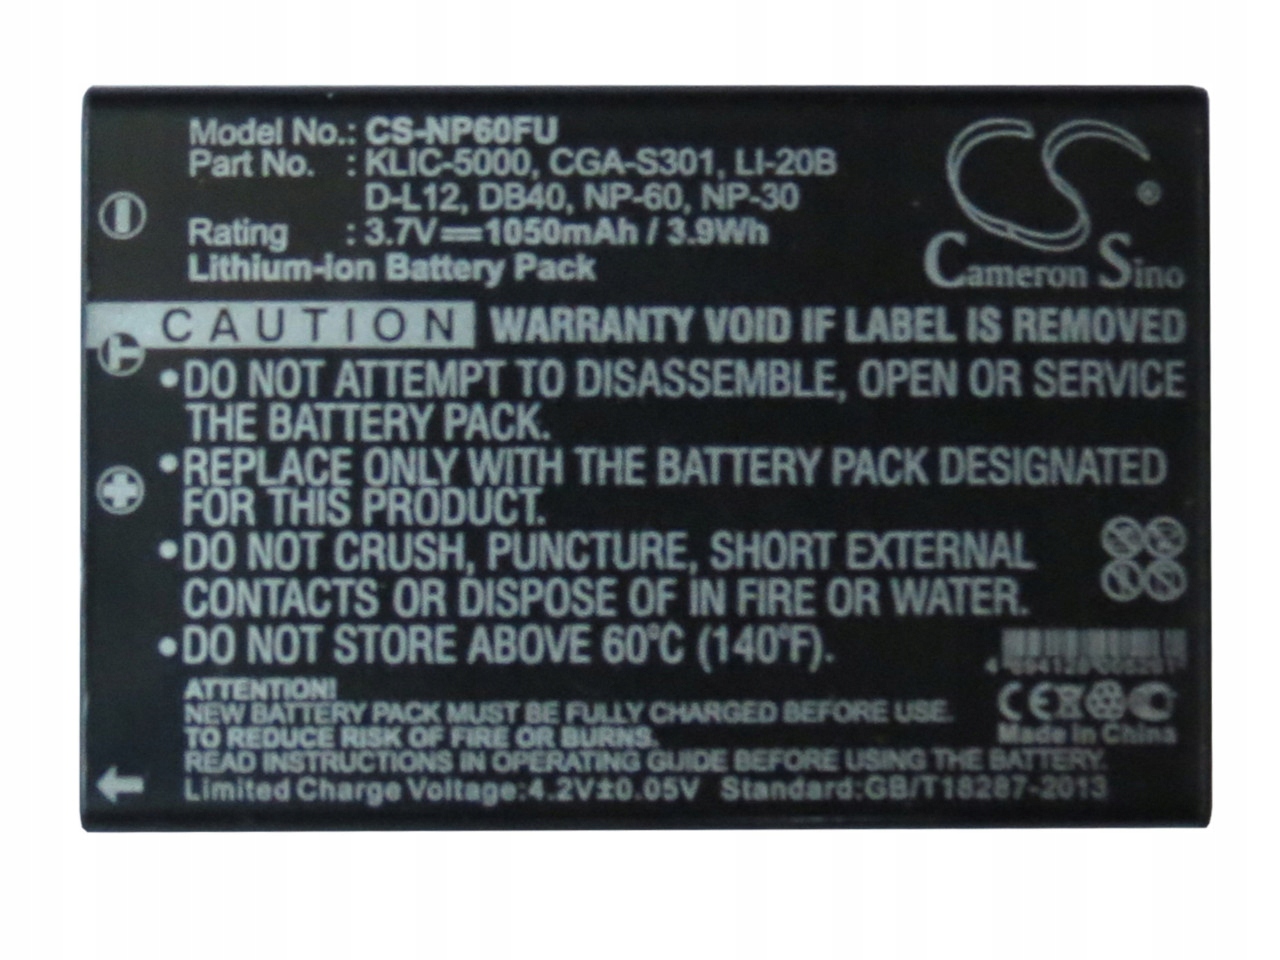 Model No.: CS-NP60FU
Part No. : KLIC-5000, CGA-S301, LI-20B
D-L12, DB40, NP-60, NP-30
Rating : 3.7V⎓1050mAh / 3.9Wh
Lithium-ion Battery Pack
CS
Cameron Sino
CAUTION WARRANTY VOID IF LABEL IS REMOVED
•DO NOT ATTEMPT TO DISASSEMBLE, OPEN OR SERVICE
THE BATTERY PACK.
•REPLACE ONLY WITH THE BATTERY PACK DESIGNATED
FOR THIS PRODUCT.
•DO NOT CRUSH, PUNCTURE, SHORT EXTERNAL
CONTACTS OR DISPOSE OF IN FIRE OR WATER.
•DO NOT STORE ABOVE 60°C (140°F).
T
ATTENTION!
NEW BATTERY PACK MUST BE FULLY CHARGED BEFORE USE.
TO REDUCE RISK OF FIRE OR BURNS.
READ INSTRUCTIONS IN OPERATING GUIDE BEFORE USING THE BATTERY.
Limited Charge Voltage:4.2V±0.05V Standard:GB/T18287-2013
CE
Made in China